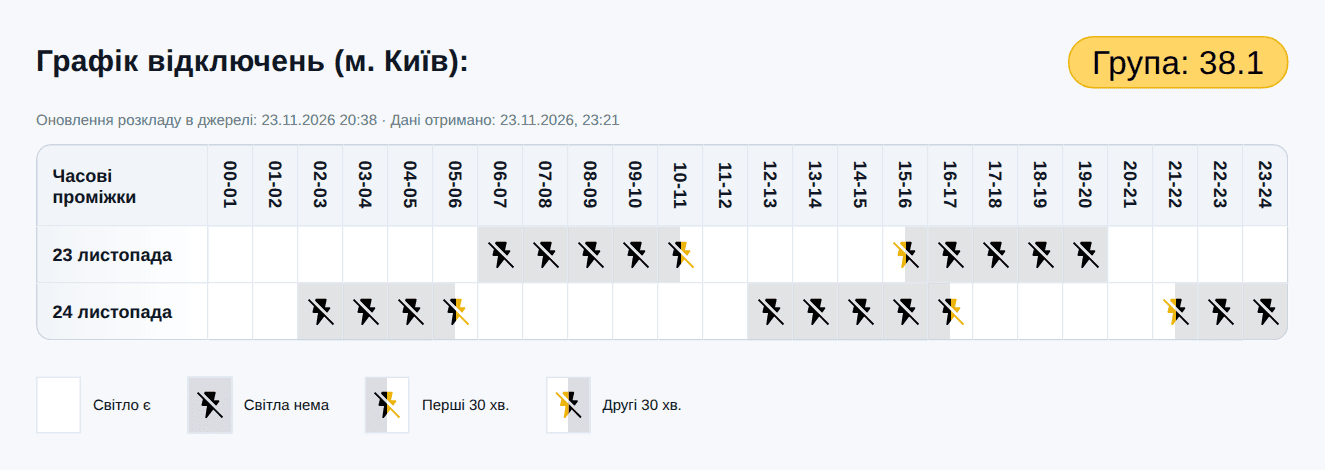 Графік відключень (м. Київ):
Група: 38.1
Оновлення розкладу в джерелі: 23.11.2026 20:38 · Дані отримано: 23.11.2026, 23:21
Часові
проміжки
00-01
01-02
02-03
03-04
04-05
05-06
06-07
07-08
08-09
09-10
10-11
11-12
12-13
13-14
14-15
15-16
16-17
17-18
18-19
19-20
20-21
21-22
22-23
23-24
23 листопада
24 листопада
Світло є
Світла нема
Перші 30 хв.
Другі 30 хв.